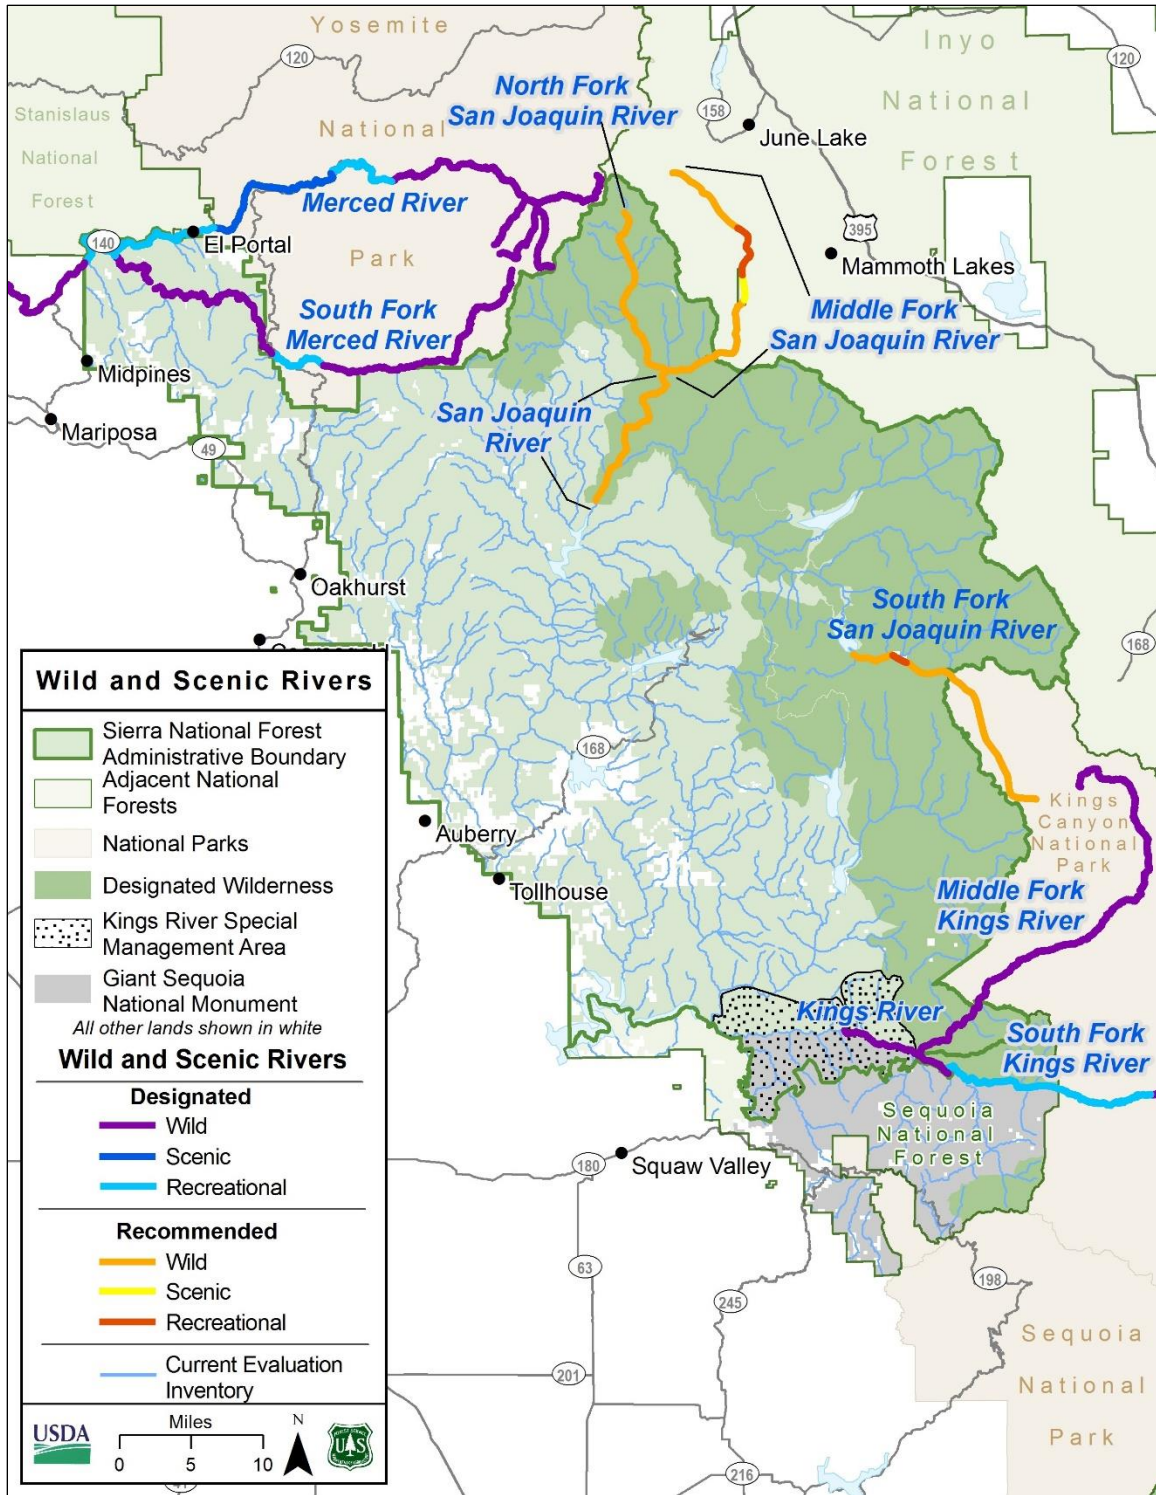 Yosemite
National
Park
120
Stanislaus
National
Forest
North Fork
San Joaquin River
158
June Lake
Inyo
National
Forest
120
Merced River
140
El Portal
395
Mammoth Lakes
South Fork
Merced River
Middle Fork
San Joaquin River
Midpines
Mariposa
49
San Joaquin
River
Oakhurst
South Fork
San Joaquin River
168
168
Kings
Canyon
National
Park
Auberry
Tollhouse
Middle Fork
Kings River
Kings River
South Fork
Kings River
Sequoia
National
Forest
180
Squaw Valley
63
245
198
201
216
Sequoia
National
Park
Wild and Scenic Rivers
Sierra National Forest
Administrative Boundary
Adjacent National
Forests
National Parks
Designated Wilderness
Kings River Special
Management Area
Giant Sequoia
National Monument
All other lands shown in white
Wild and Scenic Rivers
Designated
Wild
Scenic
Recreational
Recommended
Wild
Scenic
Recreational
Current Evaluation
Inventory
USDA
Miles
0 5 10
N
U S